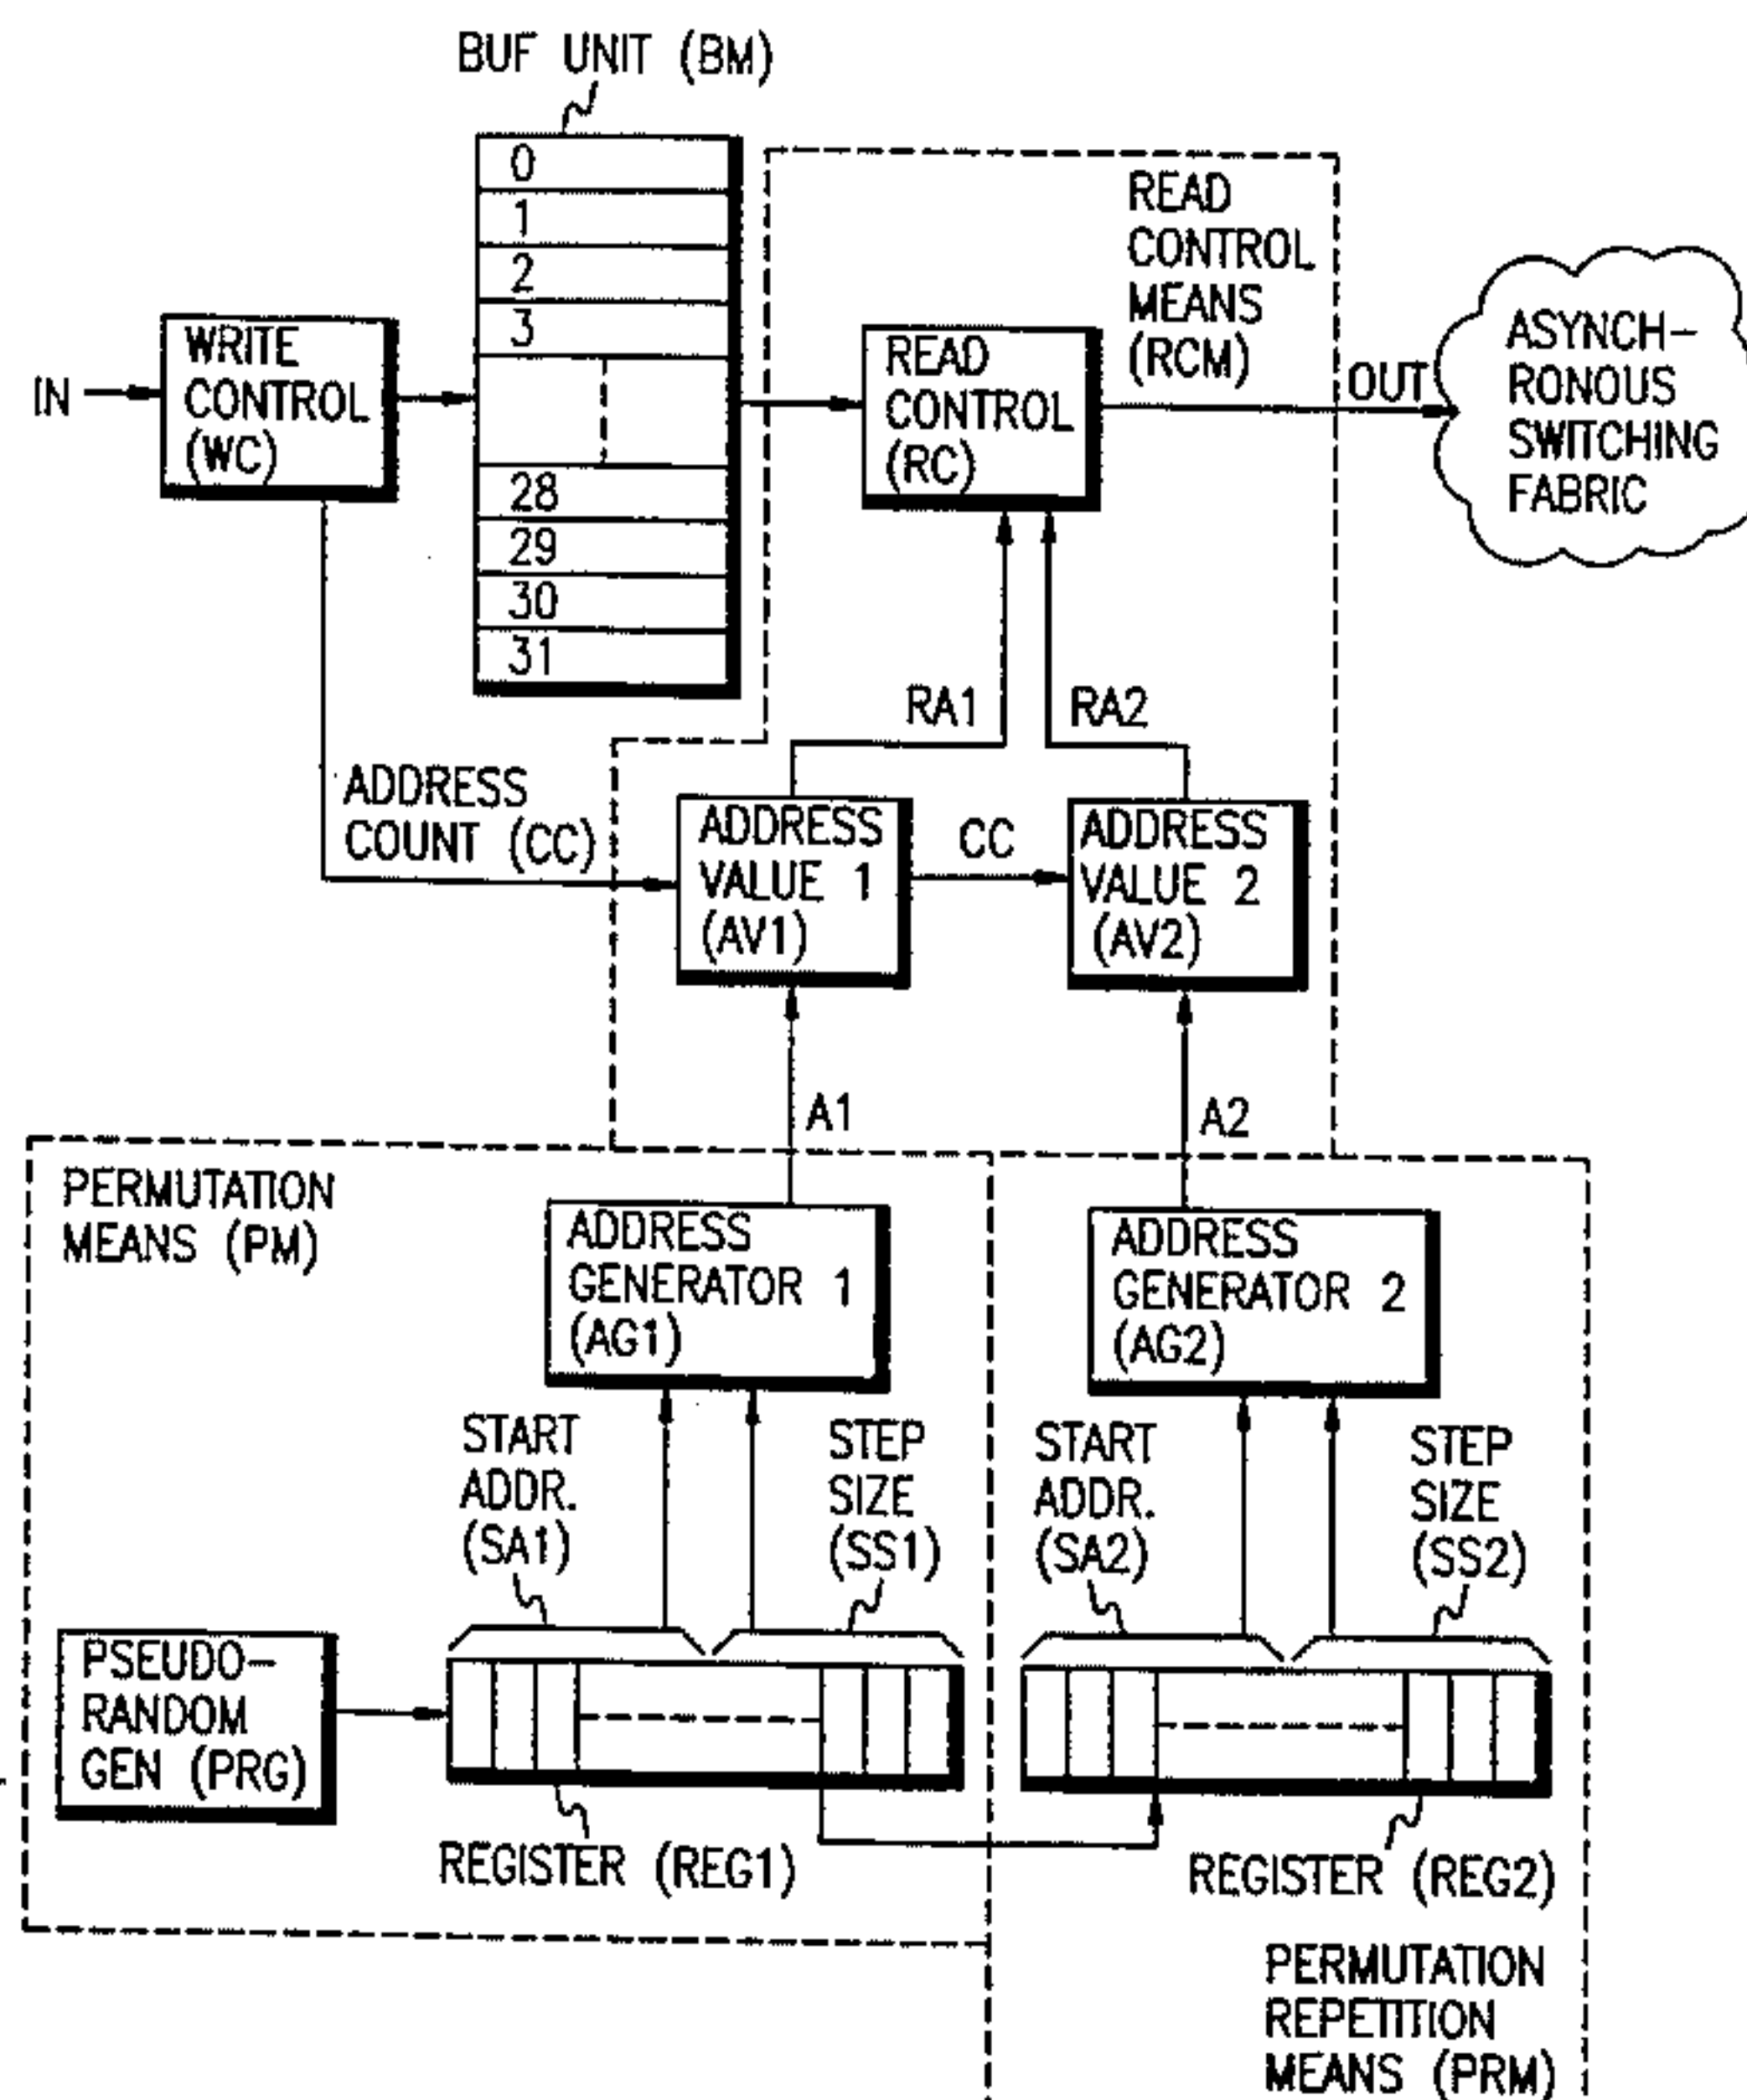 BUF UNIT (BM)
0
1
2
3
28
29
30
31
IN
WRITE
CONTROL
(WC)
READ
CONTROL
MEANS
(RCM)
READ
CONTROL
(RC)
OUT
ASYNCH-
RONOUS
SWITCHING
FABRIC
RA1
RA2
ADDRESS
COUNT (CC)
ADDRESS
VALUE 1
(AV1)
CC
ADDRESS
VALUE 2
(AV2)
A1
A2
PERMUTATION
MEANS (PM)
ADDRESS
GENERATOR 1
(AG1)
ADDRESS
GENERATOR 2
(AG2)
START
ADDR.
(SA1)
STEP
SIZE
(SS1)
START
ADDR.
(SA2)
STEP
SIZE
(SS2)
PSEUDO-
RANDOM
GEN (PRG)
REGISTER (REG1)
REGISTER (REG2)
PERMUTATION
REPETITION
MEANS (PRM)